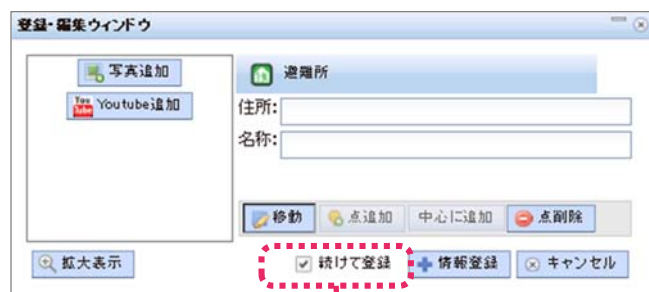 登録・編集ウィンドウ
写真追加
You Tube Youtube追加
避難所
住所:
名称:
移動 点追加 中心に追加 点削除
拡大表示 続けて登録 情報登録 キャンセル